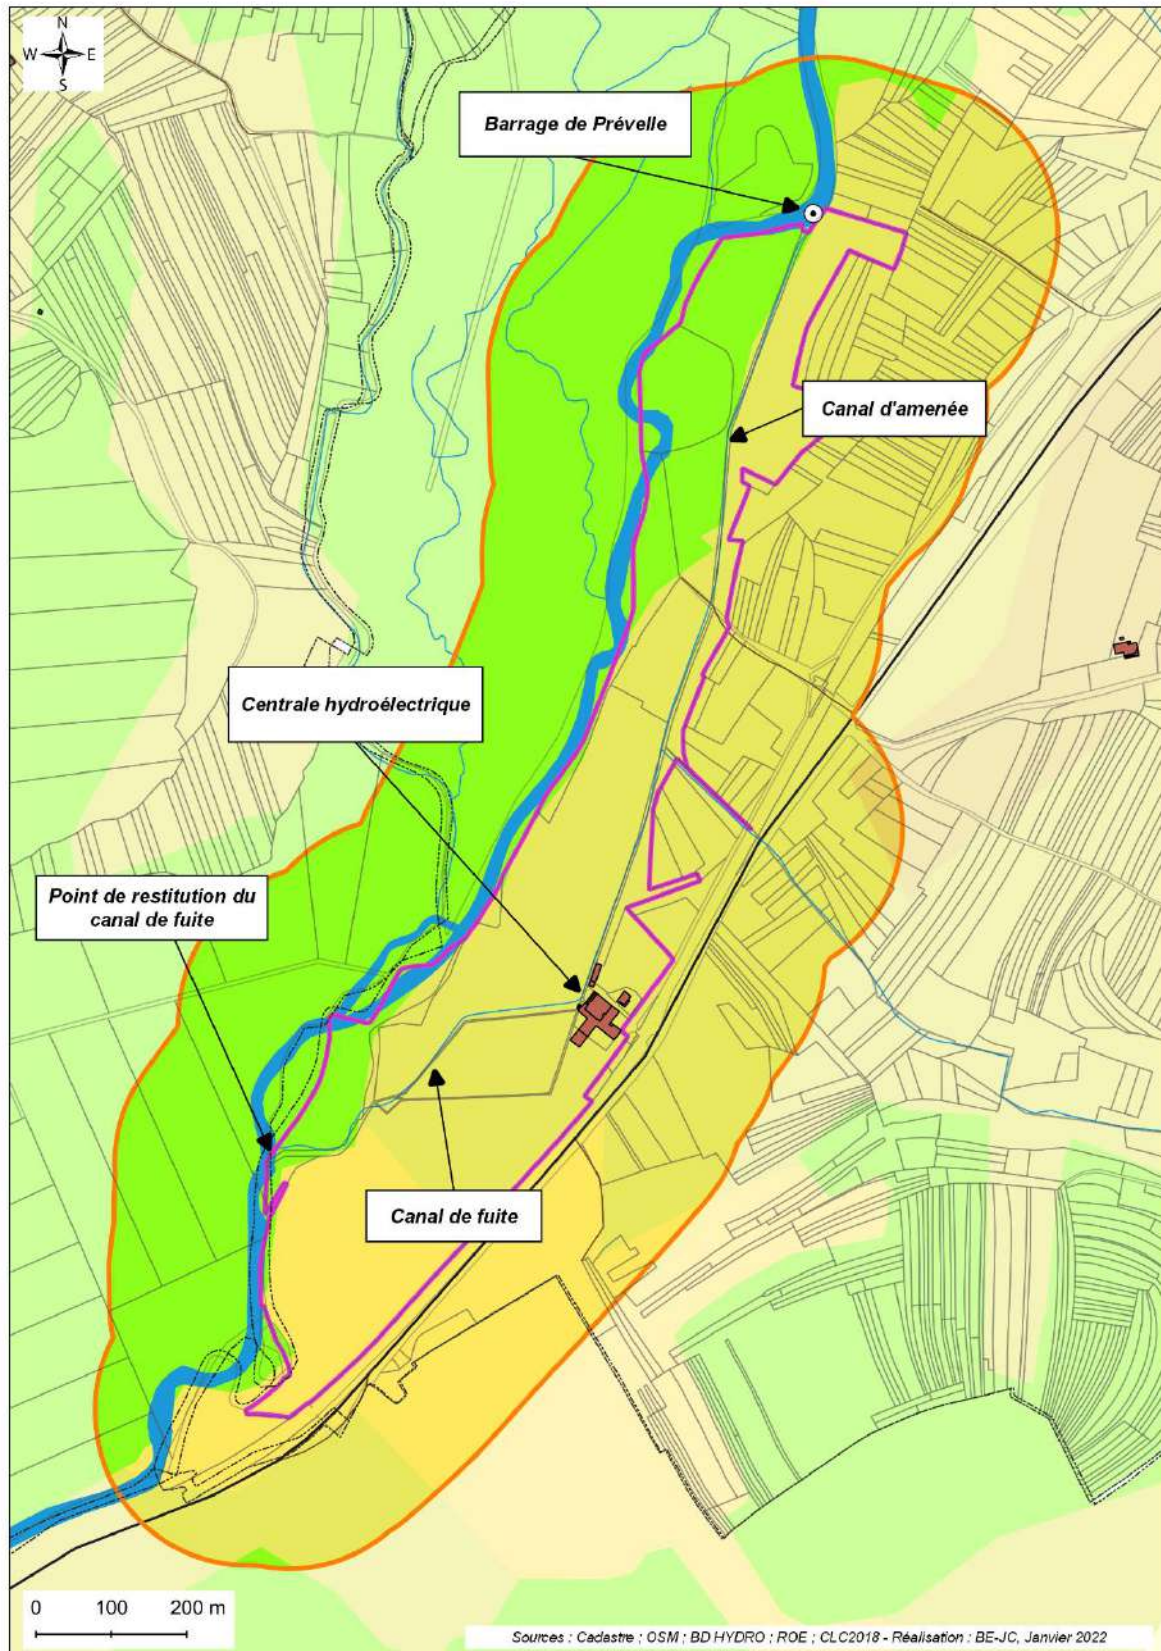 N
W E
S
Barrage de Prévelle
Canal d'amenée
Centrale hydroélectrique
Point de restitution du
canal de fuite
Canal de fuite
0 100 200 m
Sources : Cadastre ; OSM ; BD HYDRO ; ROE ; CLC2018 - Réalisation : BE-JC, Janvier 2022